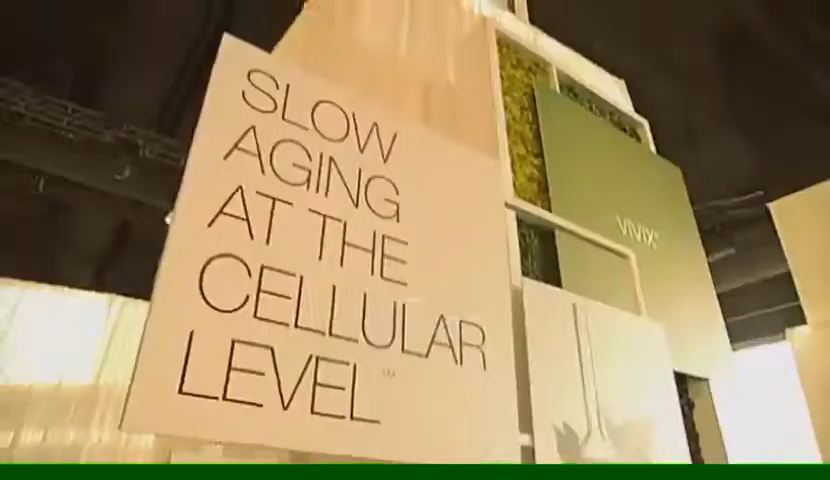 SLOW
AGING
AT THE
CELLULAR
LEVEL™
VIVIX®